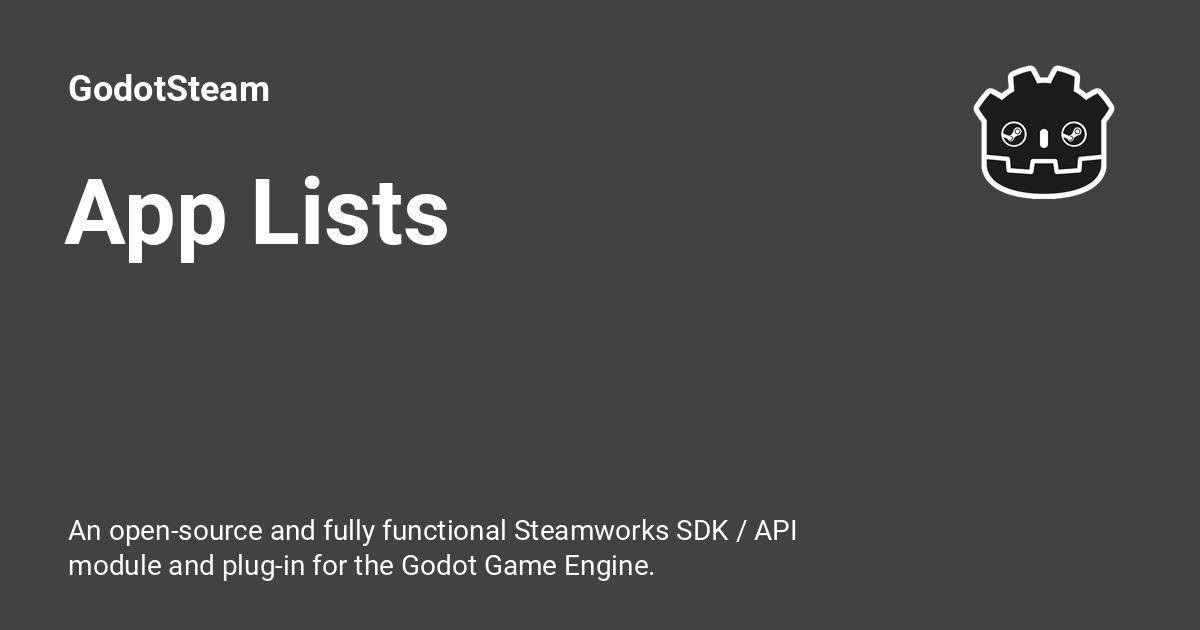 GodotSteam
App Lists
An open-source and fully functional Steamworks SDK / API
module and plug-in for the Godot Game Engine.